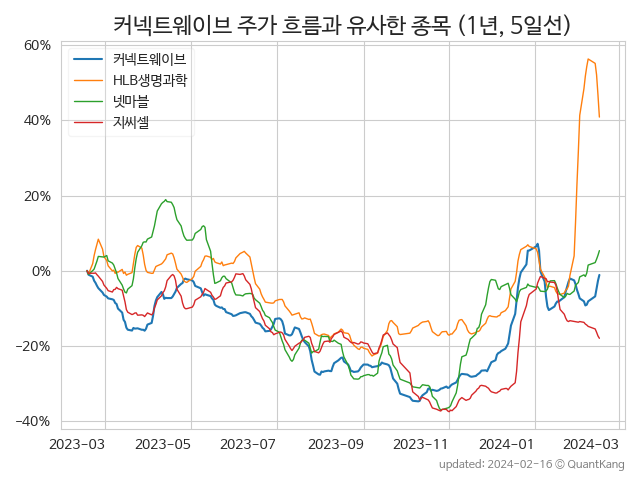 커넥트웨이브 주가 흐름과 유사한 종목 (1년, 5일선)
60%
40%
20%
0%
−20%
−40%
커넥트웨이브
HLB생명과학
넷마블
지씨셀
2023-03 2023-05 2023-07 2023-09 2023-11 2024-01 2024-03
updated: 2024-02-16 © QuantKang